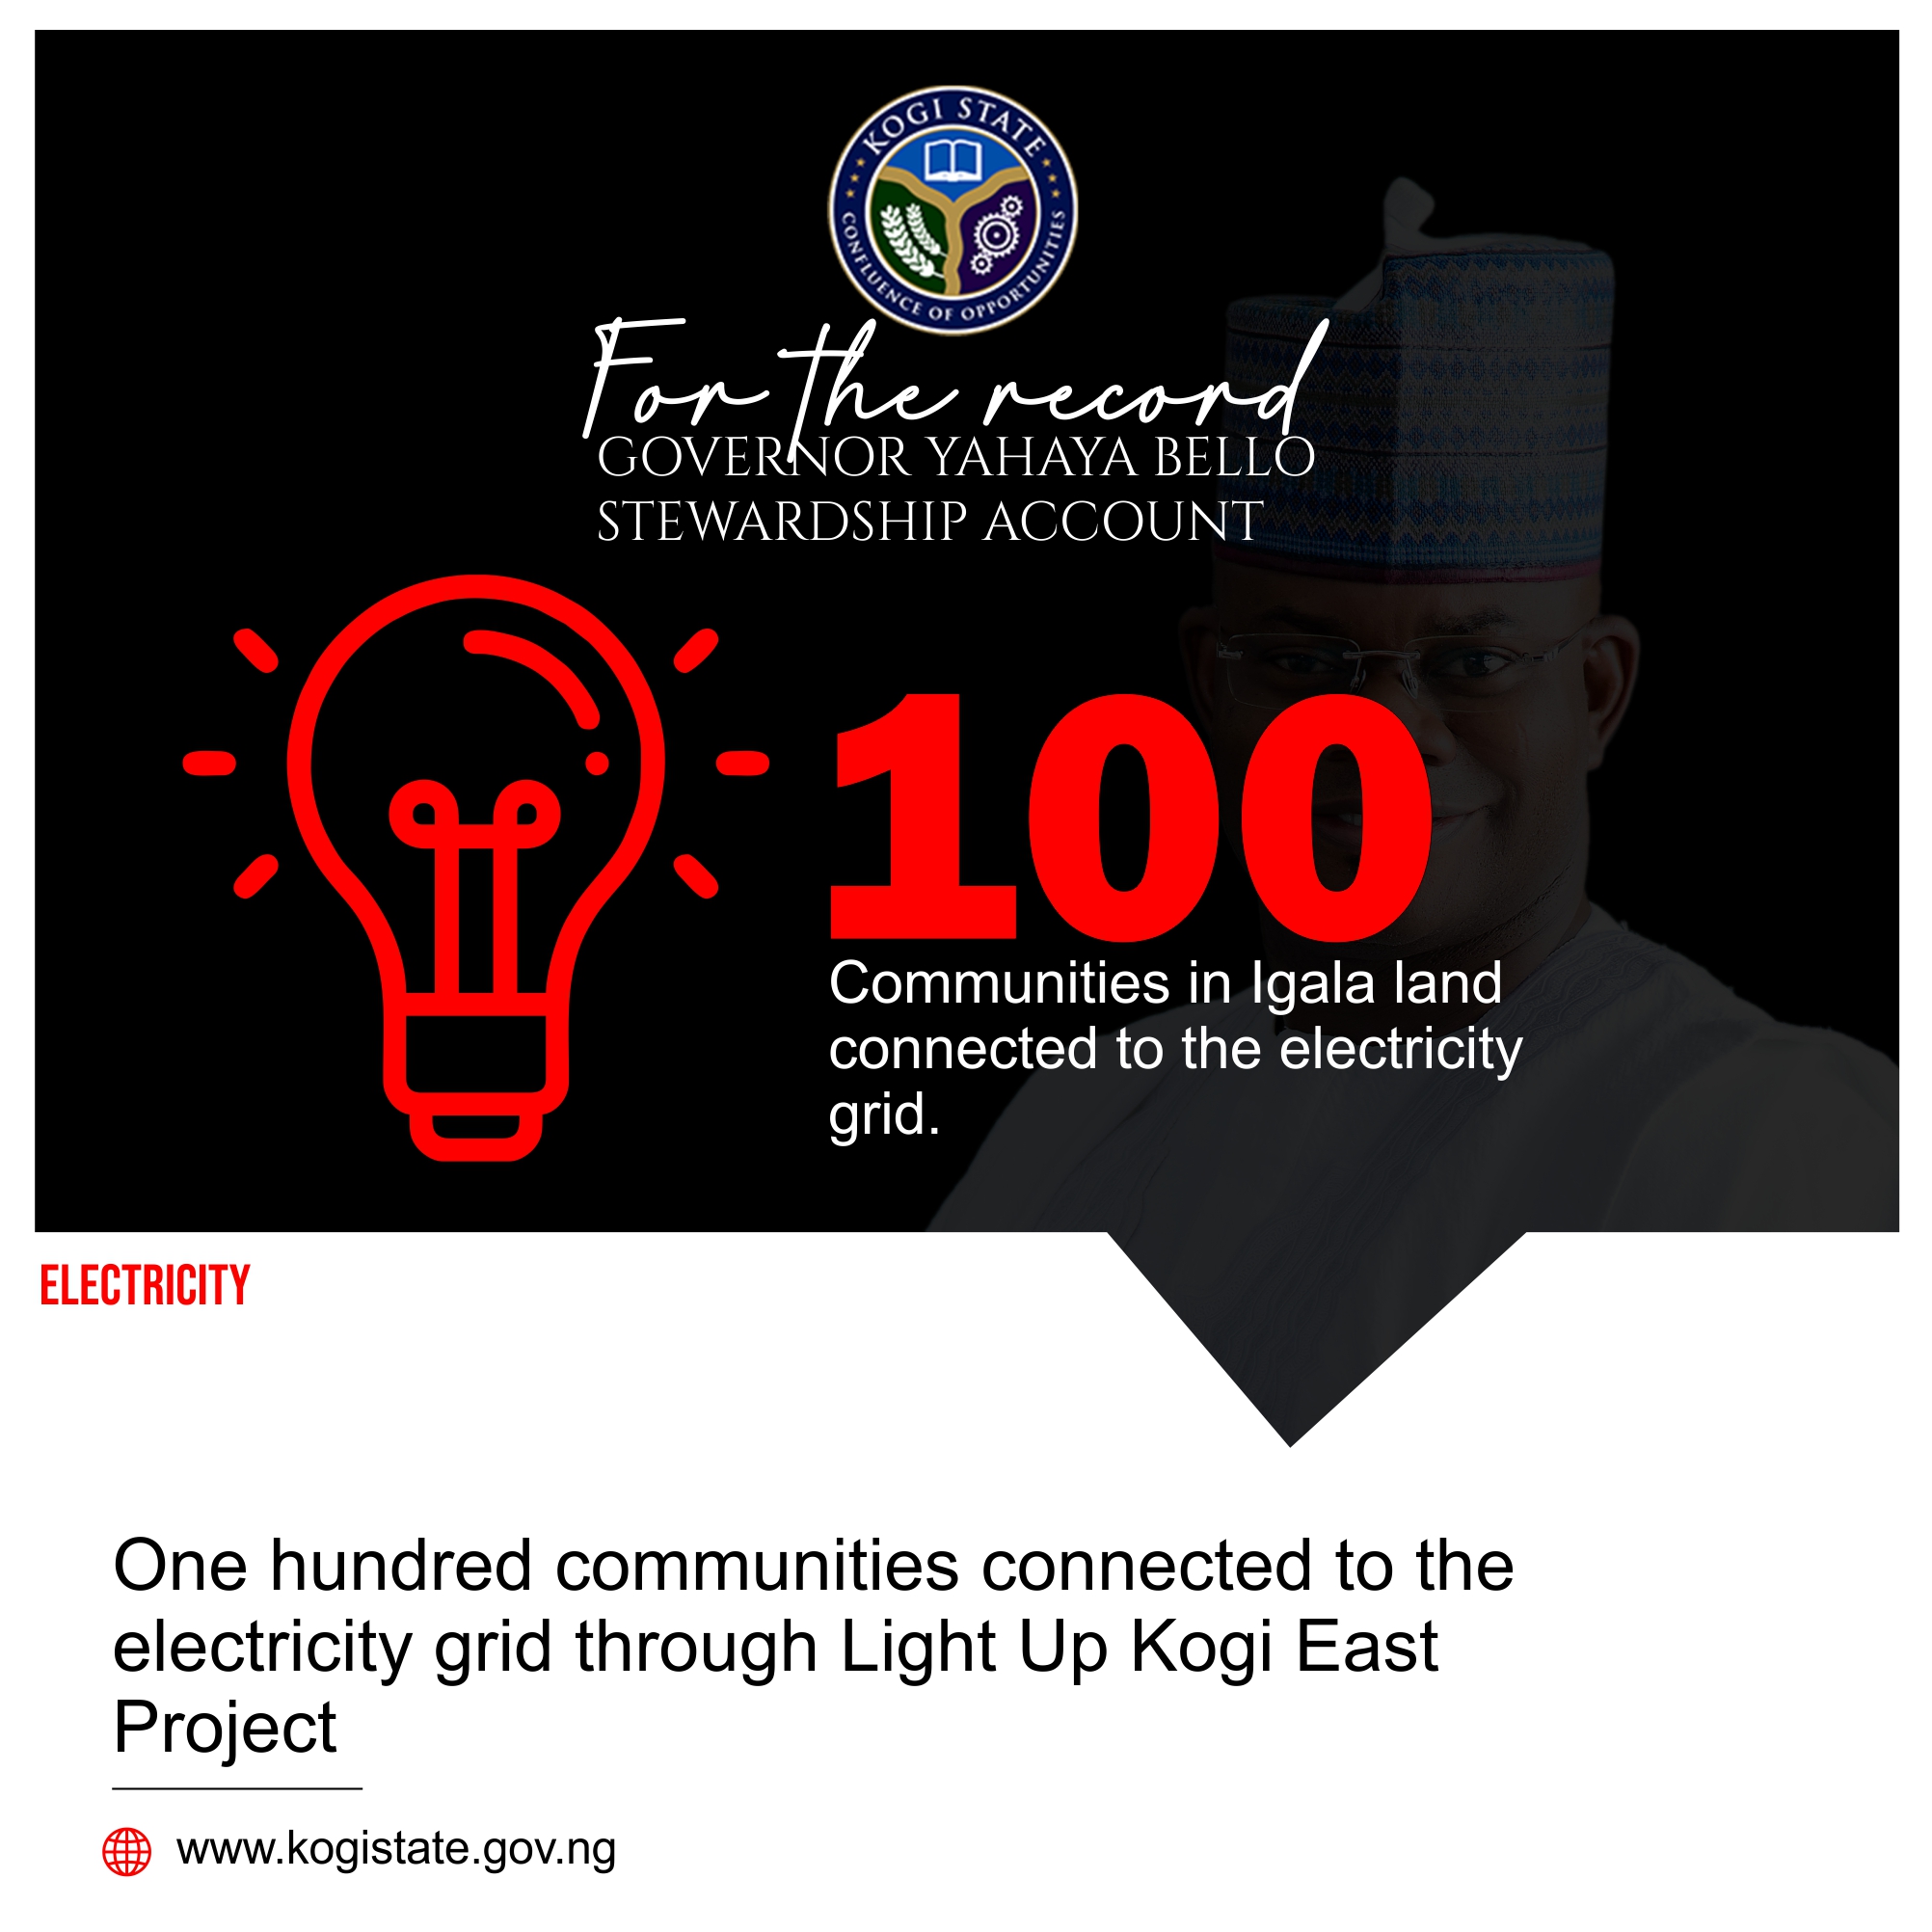 KOGI STATE
CONFLUENCE OF OPPORTUNITIES
For the record
GOVERNOR YAHAYA BELLO
STEWARDSHIP ACCOUNT
100
Communities in Igala land
connected to the electricity
grid.
ELECTRICITY
One hundred communities connected to the
electricity grid through Light Up Kogi East
Project
www.kogistate.gov.ng